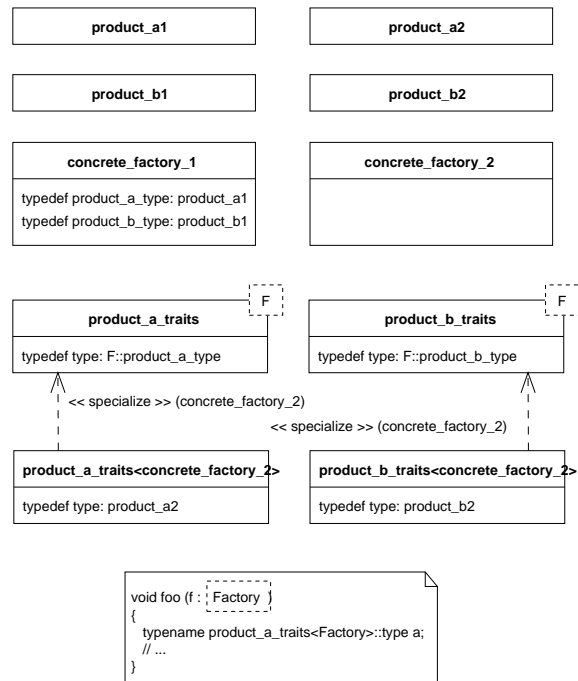 product_a1
product_a2
product_b1
product_b2
concrete_factory_1
typedef product_a_type: product_a1
typedef product_b_type: product_b1
concrete_factory_2
F
product_a_traits
typedef type: F::product_a_type
F
product_b_traits
typedef type: F::product_b_type
<< specialize >> (concrete_factory_2)
<< specialize >> (concrete_factory_2)
product_a_traits<concrete_factory_2>
typedef type: product_a2
product_b_traits<concrete_factory_2>
typedef type: product_b2
void foo (f : Factory )
{
typename product_a_traits<Factory>::type a;
// ...
}